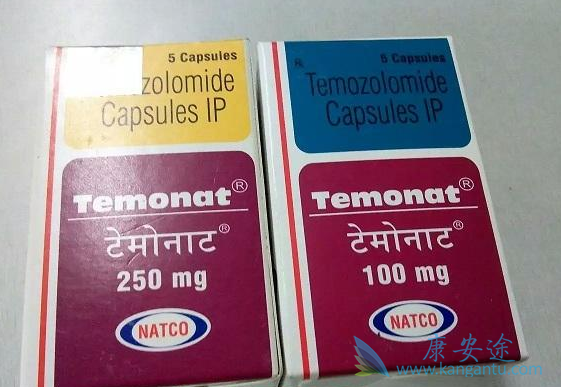 5 Capsules
zolomide
Capsules IP
Temonat®
टेमोनाट®
250 mg
NATCO
5 Capsules
Temozolomide
Capsules IP
Temonat®
टेमोनाट®
100 mg
NATCO
康安途
www.kangantu.com